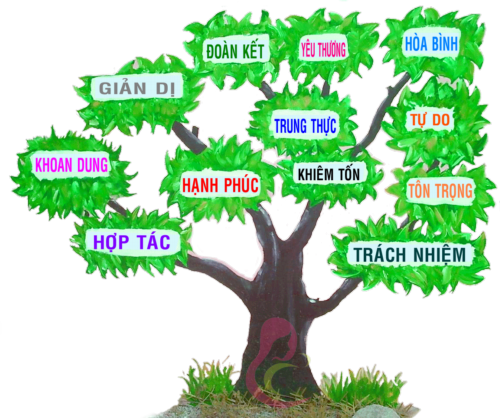 ĐOÀN KẾT
YÊU THƯƠNG
HÒA BÌNH
GIẢN DỊ
TRUNG THỰC
TỰ DO
KHOAN DUNG
HẠNH PHÚC
KHIÊM TỐN
TÔN TRỌNG
HỢP TÁC
TRÁCH NHIỆM